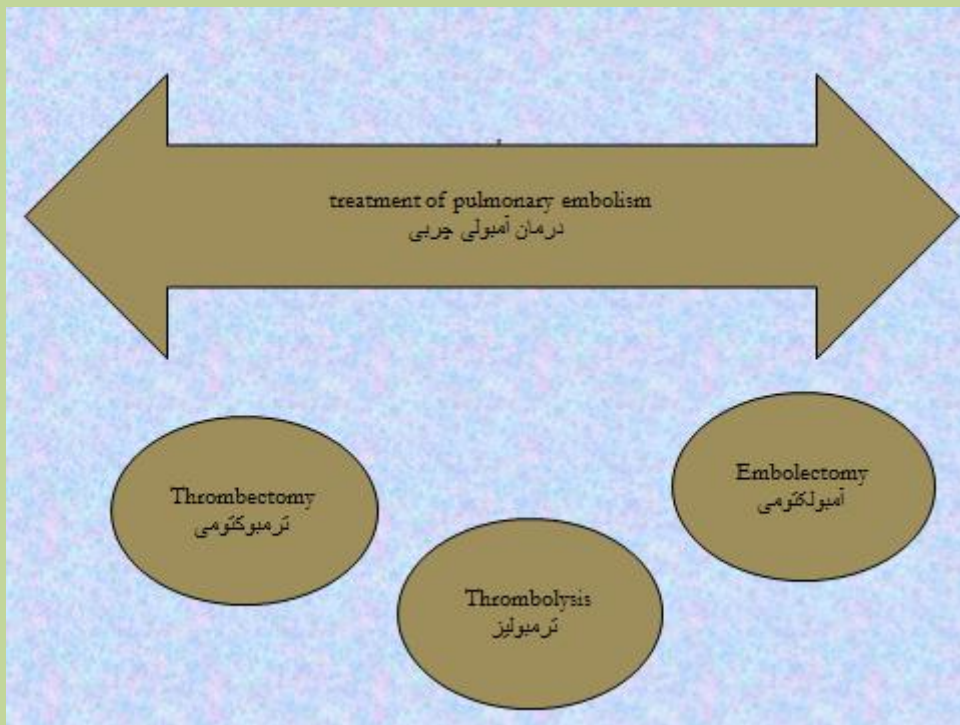 treatment of pulmonary embolism
درمان آمبولی چربی
Embolectomy
آمبولکتومی
Thrombectomy
ترمبوکتومی
Thrombolysis
ترمبولیز